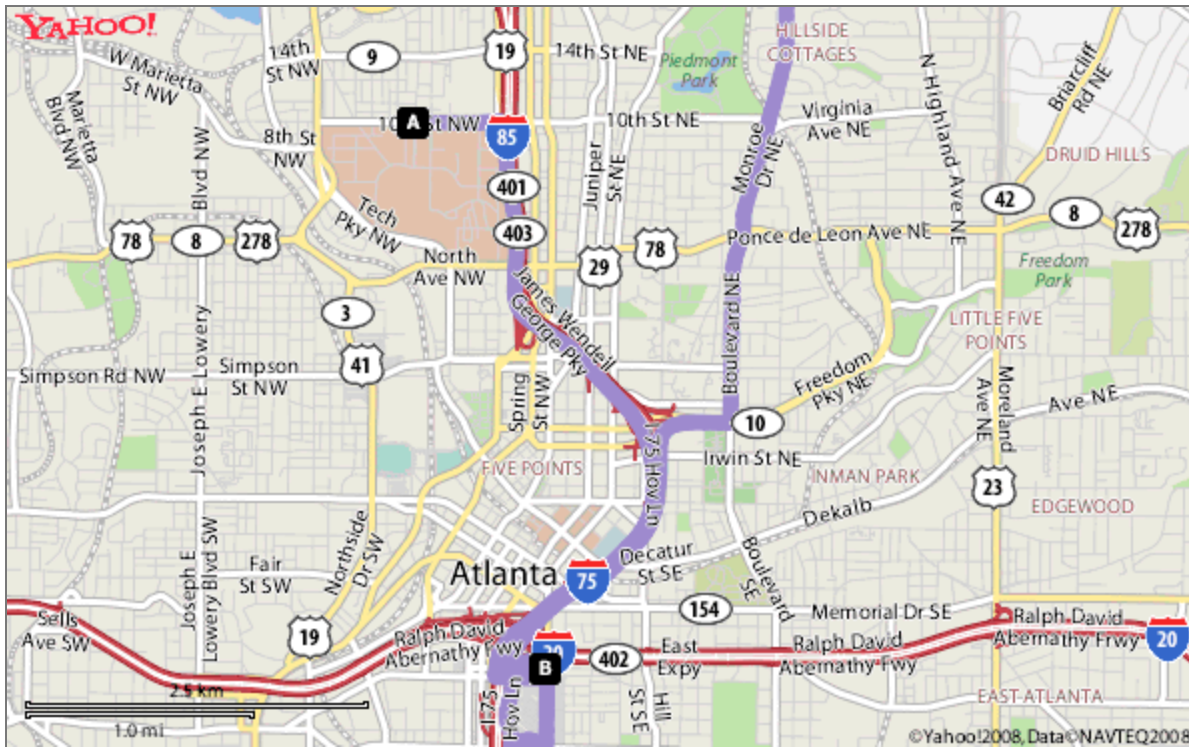 YAHOO!
HILLSIDE
COTTAGES
14th
St NW
9
19
14th St NE
Piedmont
Park
W Marietta
St NW
Marietta
Blvd NW
N Highland Ave NE
Briarcliff
Rd NE
Virginia
Ave NE
A
10th St NW
85
10th St NE
8th St
NW
Blvd NW
Juniper
St NE
Monroe
Dr NE
DRUID HILLS
401
42
8
278
Tech
Pky NW
78
8
278
403
North
Ave NW
29
78
Ponce de Leon Ave NE
Freedom
Park
James Wendell
George Pky
3
Boulevard NE
LITTLE FIVE
POINTS
Joseph E Lowery
41
Simpson Rd NW
Simpson
St NW
Spring
St NW
Freedom
Pky NE
Moreland
Ave NE
Ave NE
10
I-75 Hov Ln
Irwin St NE
FIVE POINTS
INMAN PARK
23
EDGEWOOD
Dekalb
Joseph E
Lowery Blvd SW
Northside
Dr SW
Fair
St SW
Atlanta
75
Decatur
St SE
Boulevard
SE
154
Memorial Dr SE
Sells
Ave SW
19
Ralph David
Abernathy Fwy
20
B
402
East
Expy
Ralph David
Abernathy Fwy
Ralph David
Abernathy Frwy
20
2.5 km
1.0 mi
I-75
Hov Ln
Hill
St SE
EAST ATLANTA
©Yahoo!2008, Data©NAVTEQ2008